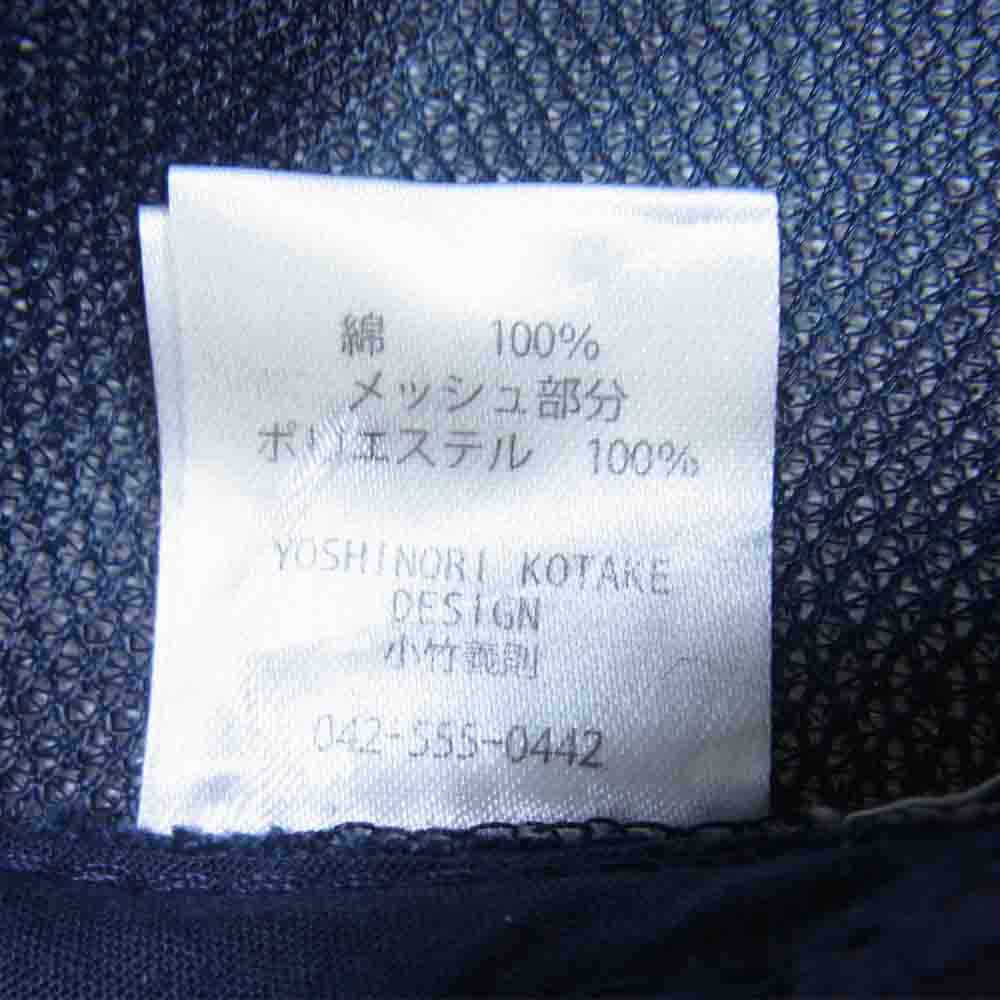 綿 100%
メッシュ部分
ポリエステル 100%
YOSHINORI KOTAKE
DESIGN
小竹義則
042-555-0442